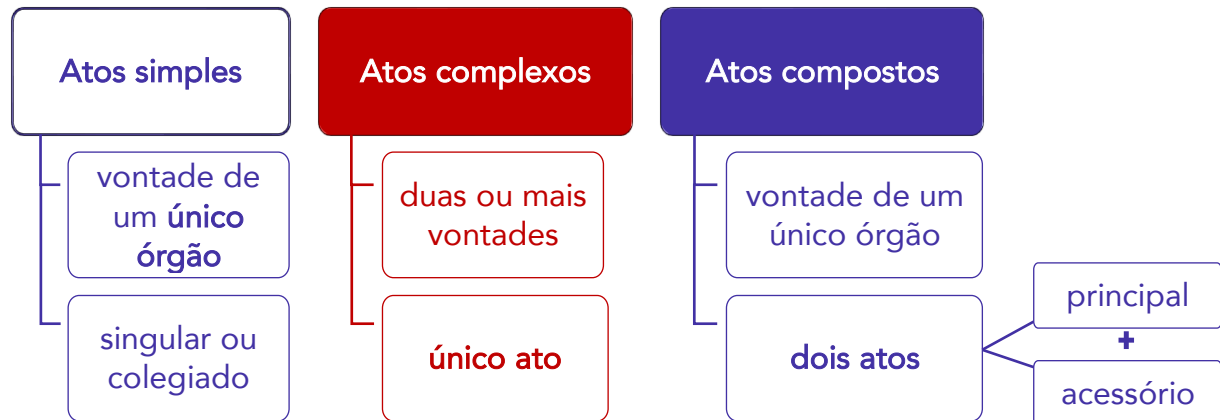 Atos simples
vontade de
um único
órgão
singular ou
colegiado
Atos complexos
duas ou mais
vontades
único ato
Atos compostos
vontade de um
único órgão
dois atos
principal
+
acessório